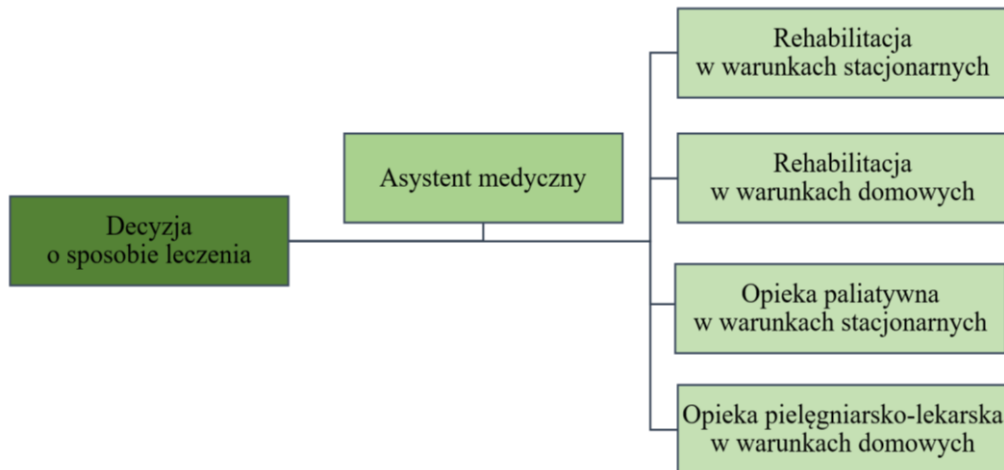 Decyzja
o sposobie leczenia
Asystent medyczny
Rehabilitacja
w warunkach stacjonarnych
Rehabilitacja
w warunkach domowych
Opieka paliatywna
w warunkach stacjonarnych
Opieka pielęgniarsko-lekarska
w warunkach domowych